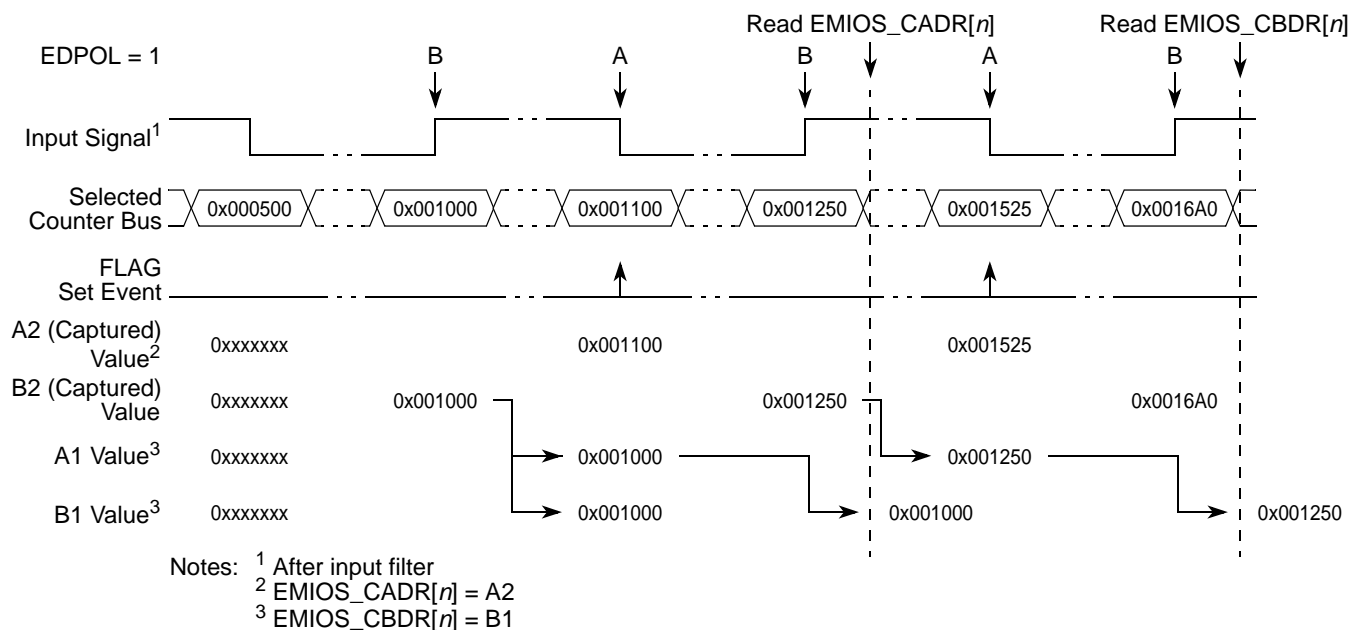 Read EMIOS_CADR[n] Read EMIOS_CBDR[n]
EDPOL = 1 B A B A B
Input Signal1
Selected
Counter Bus
0x000500 0x001000 0x001100 0x001250 0x001525 0x0016A0
FLAG
Set Event
A2 (Captured)
Value2
0xxxxxxx 0x001100 0x001525
B2 (Captured)
Value
0xxxxxxx 0x001000 0x001250 0x0016A0
A1 Value3 0xxxxxxx 0x001000 0x001250
B1 Value3 0xxxxxxx 0x001000 0x001000 0x001250
Notes: 1 After input filter
2 EMIOS_CADR[n] = A2
3 EMIOS_CBDR[n] = B1